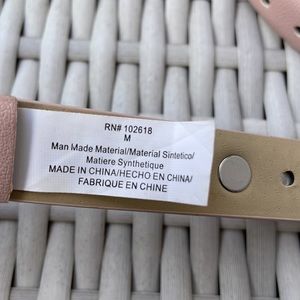 RN# 102618
M
Man Made Material/Material Sintetico/
Matiere Synthetique
MADE IN CHINA/HECHO EN CHINA/
FABRIQUE EN CHINE